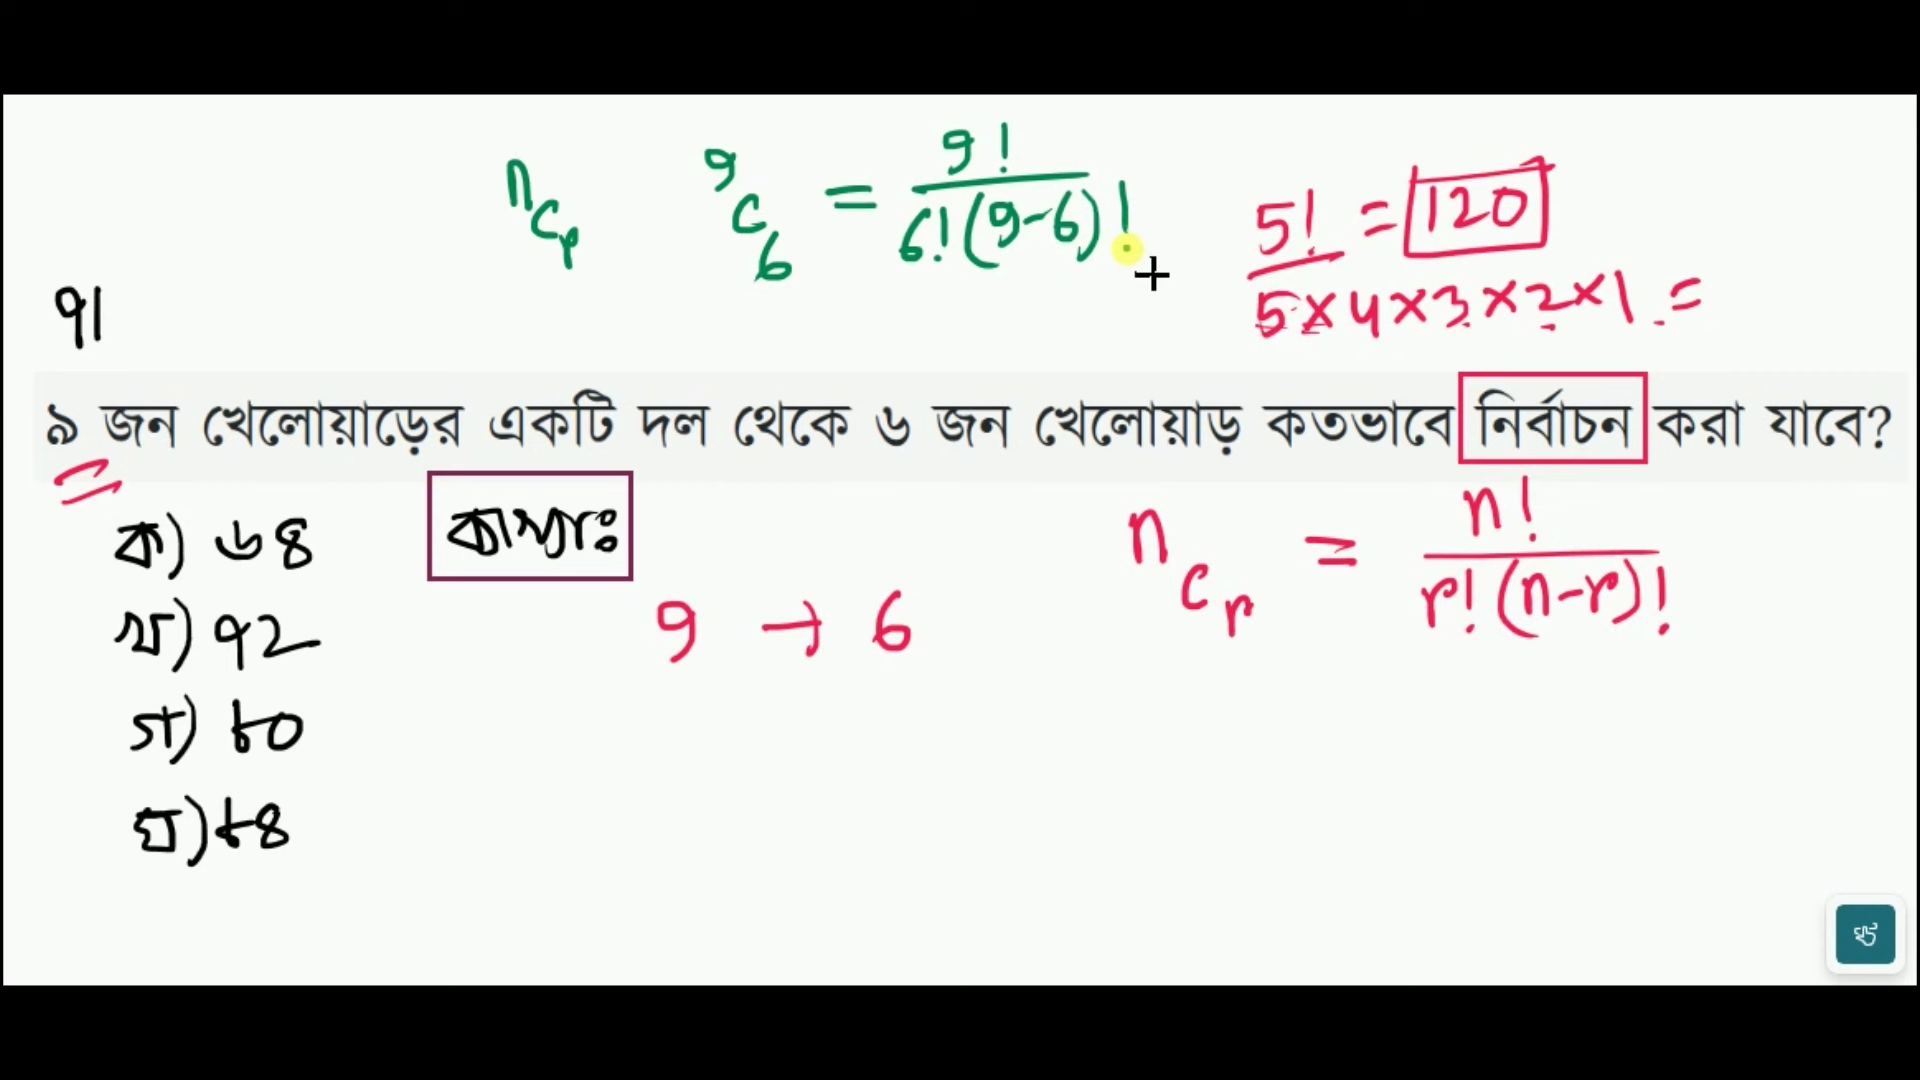 nCr   9C6 = 9! / 6!(9-6)!
5! = 120
5×4×3×2×1 =
৭।
৯ জন খেলোয়াড়ের একটি দল থেকে ৬ জন খেলোয়াড় কতভাবে নির্বাচন করা যাবে?
ক) ৬৪
খ) ৭২
গ) ৮০
ঘ) ৮৪
9 → 6
nCr = n! / r!(n-r)!